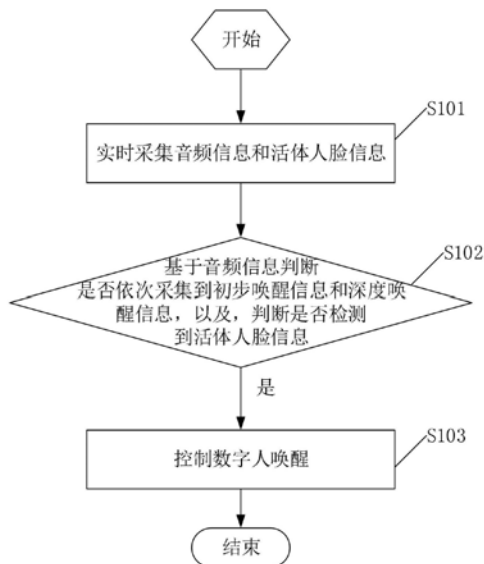 开始
S101
实时采集音频信息和活体人脸信息
S102
基于音频信息判断
是否依次采集到初步唤醒信息和深度唤
醒信息，以及，判断是否检测
到活体人脸信息
是
S103
控制数字人唤醒
结束